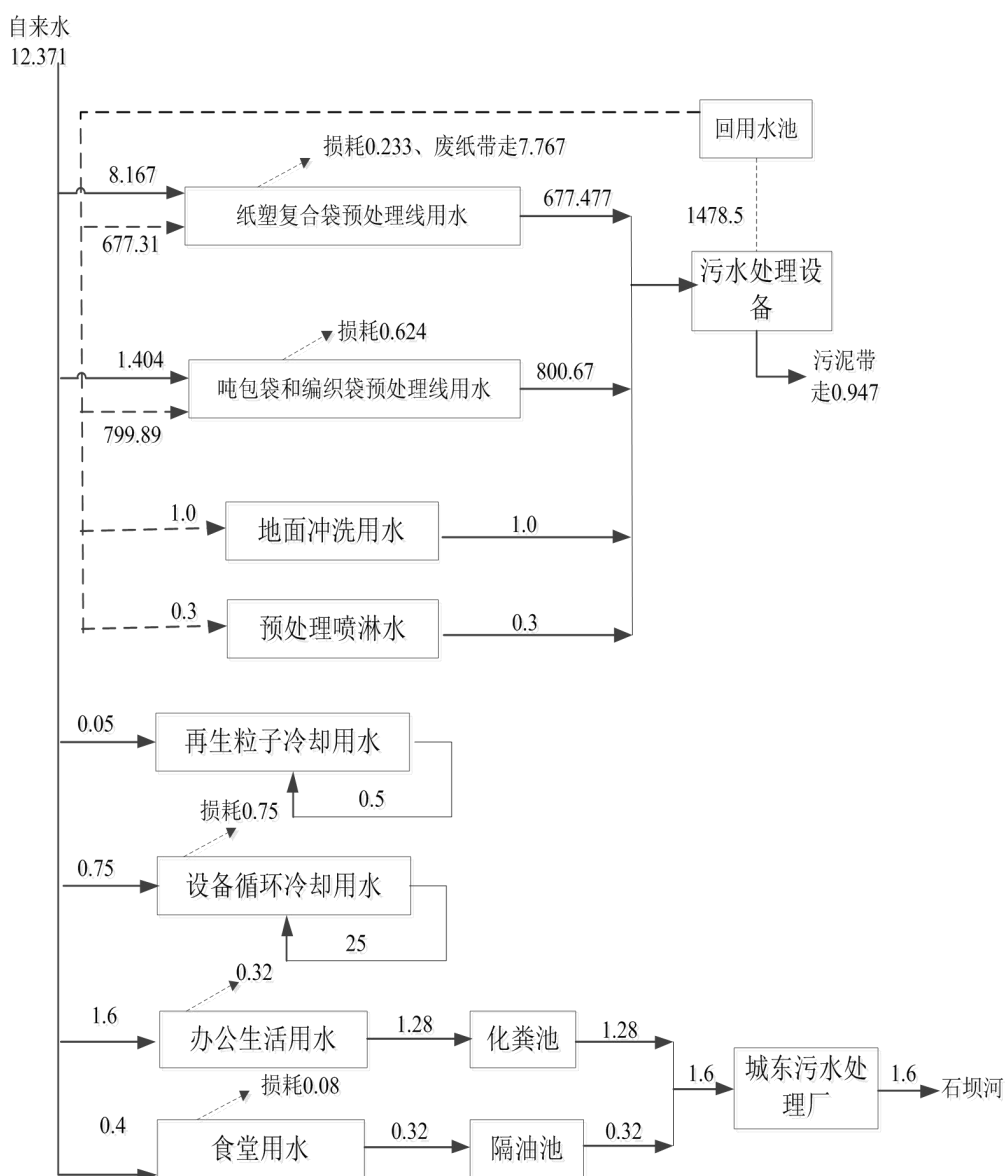 自来水
12.371
回用水池
损耗0.233、废纸带走7.767
8.167
纸塑复合袋预处理线用水
677.477
677.31
1478.5
污水处理设
备
损耗0.624
1.404
吨包袋和编织袋预处理线用水
800.67
799.89
污泥带
走0.947
1.0
地面冲洗用水
1.0
0.3
预处理喷淋水
0.3
0.05
再生粒子冷却用水
0.5
损耗0.75
0.75
设备循环冷却用水
25
0.32
1.6
办公生活用水
1.28
化粪池
1.28
损耗0.08
0.4
食堂用水
0.32
隔油池
0.32
1.6
城东污水处
理厂
1.6
石坝河